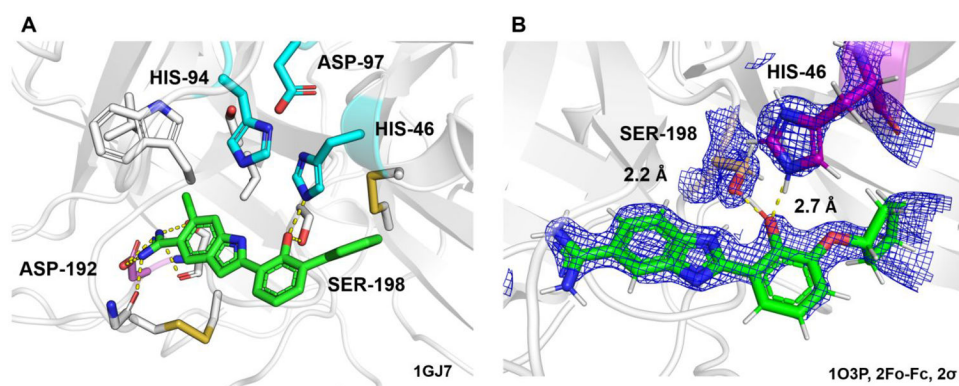 A
HIS-94
ASP-97
HIS-46
ASP-192
SER-198
1GJ7
B
HIS-46
SER-198
2.2 Å
2.7 Å
1O3P, 2Fo-Fc, 2σ